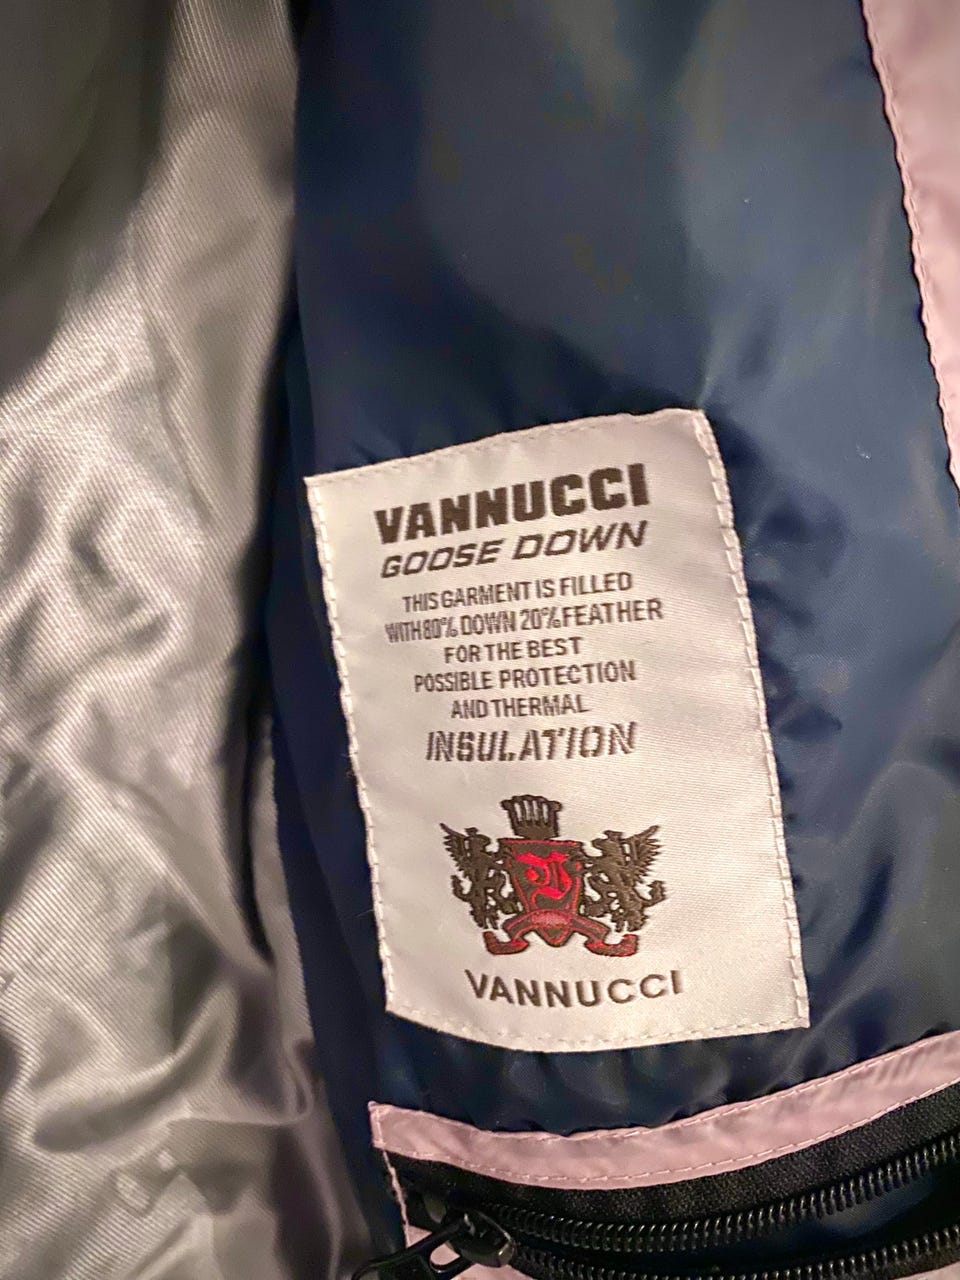 VANNUCCI
GOOSE DOWN
THIS GARMENT IS FILLED
WITH 80% DOWN 20% FEATHER
FOR THE BEST
POSSIBLE PROTECTION
AND THERMAL
INSULATION
V
VANNUCCI